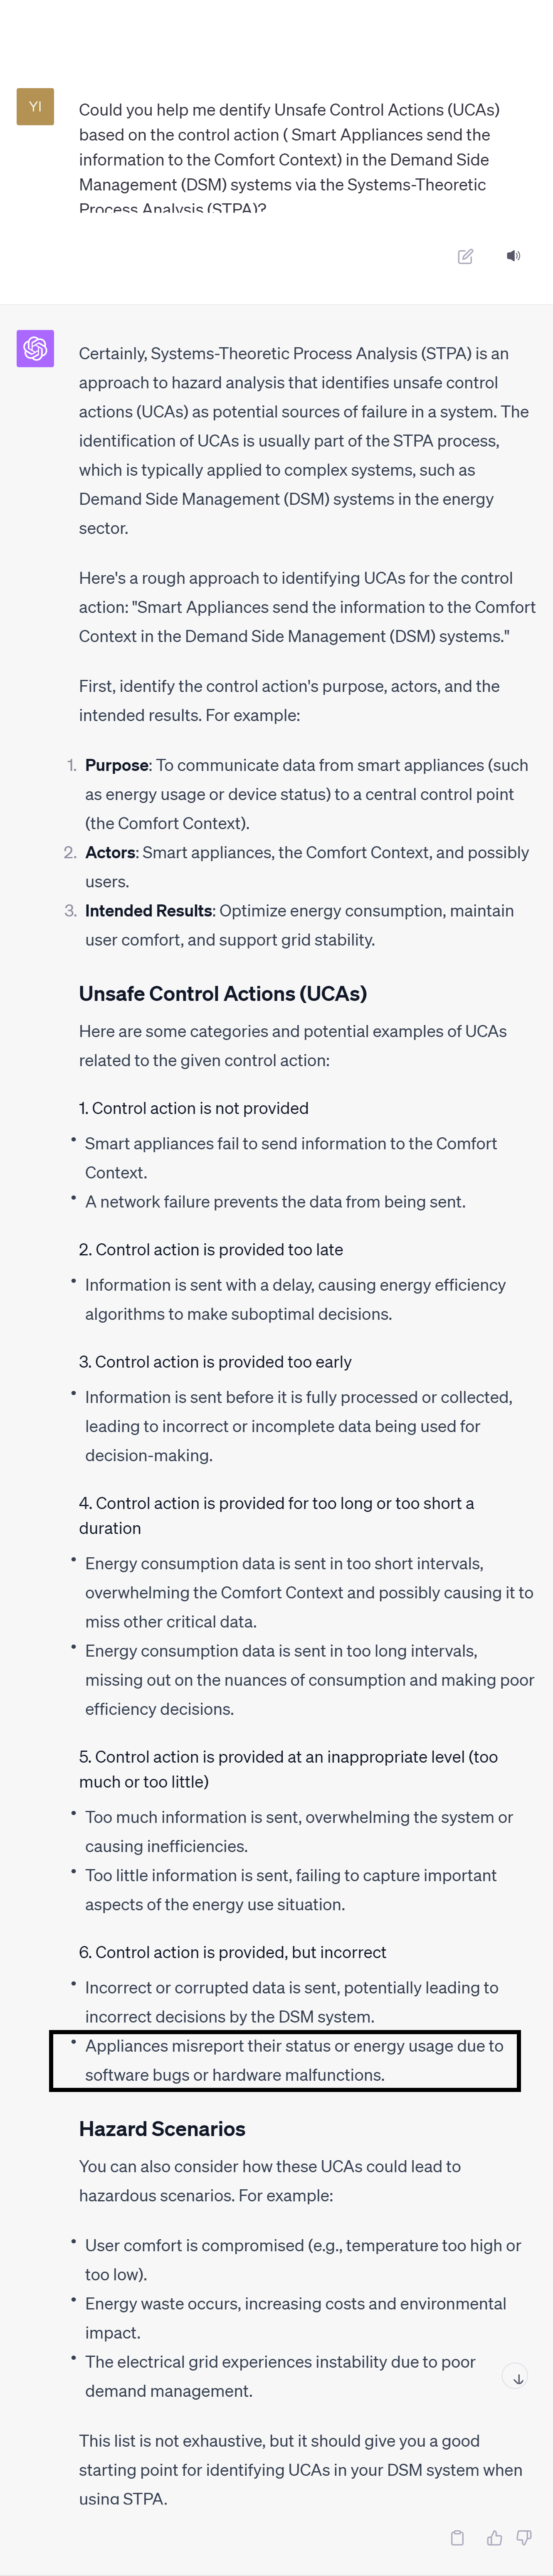 YI
Could you help me dentify Unsafe Control Actions (UCAs)
based on the control action ( Smart Appliances send the
information to the Comfort Context) in the Demand Side
Management (DSM) systems via the Systems-Theoretic
Process Analysis (STPA)?
Certainly, Systems-Theoretic Process Analysis (STPA) is an
approach to hazard analysis that identifies unsafe control
actions (UCAs) as potential sources of failure in a system. The
identification of UCAs is usually part of the STPA process,
which is typically applied to complex systems, such as
Demand Side Management (DSM) systems in the energy
sector.
Here's a rough approach to identifying UCAs for the control
action: "Smart Appliances send the information to the Comfort
Context in the Demand Side Management (DSM) systems."
First, identify the control action's purpose, actors, and the
intended results. For example:
1. Purpose: To communicate data from smart appliances (such
as energy usage or device status) to a central control point
(the Comfort Context).
2. Actors: Smart appliances, the Comfort Context, and possibly
users.
3. Intended Results: Optimize energy consumption, maintain
user comfort, and support grid stability.
Unsafe Control Actions (UCAs)
Here are some categories and potential examples of UCAs
related to the given control action:
1. Control action is not provided
• Smart appliances fail to send information to the Comfort
Context.
• A network failure prevents the data from being sent.
2. Control action is provided too late
• Information is sent with a delay, causing energy efficiency
algorithms to make suboptimal decisions.
3. Control action is provided too early
• Information is sent before it is fully processed or collected,
leading to incorrect or incomplete data being used for
decision-making.
4. Control action is provided for too long or too short a
duration
• Energy consumption data is sent in too short intervals,
overwhelming the Comfort Context and possibly causing it to
miss other critical data.
• Energy consumption data is sent in too long intervals,
missing out on the nuances of consumption and making poor
efficiency decisions.
5. Control action is provided at an inappropriate level (too
much or too little)
• Too much information is sent, overwhelming the system or
causing inefficiencies.
• Too little information is sent, failing to capture important
aspects of the energy use situation.
6. Control action is provided, but incorrect
• Incorrect or corrupted data is sent, potentially leading to
incorrect decisions by the DSM system.
• Appliances misreport their status or energy usage due to
software bugs or hardware malfunctions.
Hazard Scenarios
You can also consider how these UCAs could lead to
hazardous scenarios. For example:
• User comfort is compromised (e.g., temperature too high or
too low).
• Energy waste occurs, increasing costs and environmental
impact.
• The electrical grid experiences instability due to poor
demand management.
This list is not exhaustive, but it should give you a good
starting point for identifying UCAs in your DSM system when
using STPA.